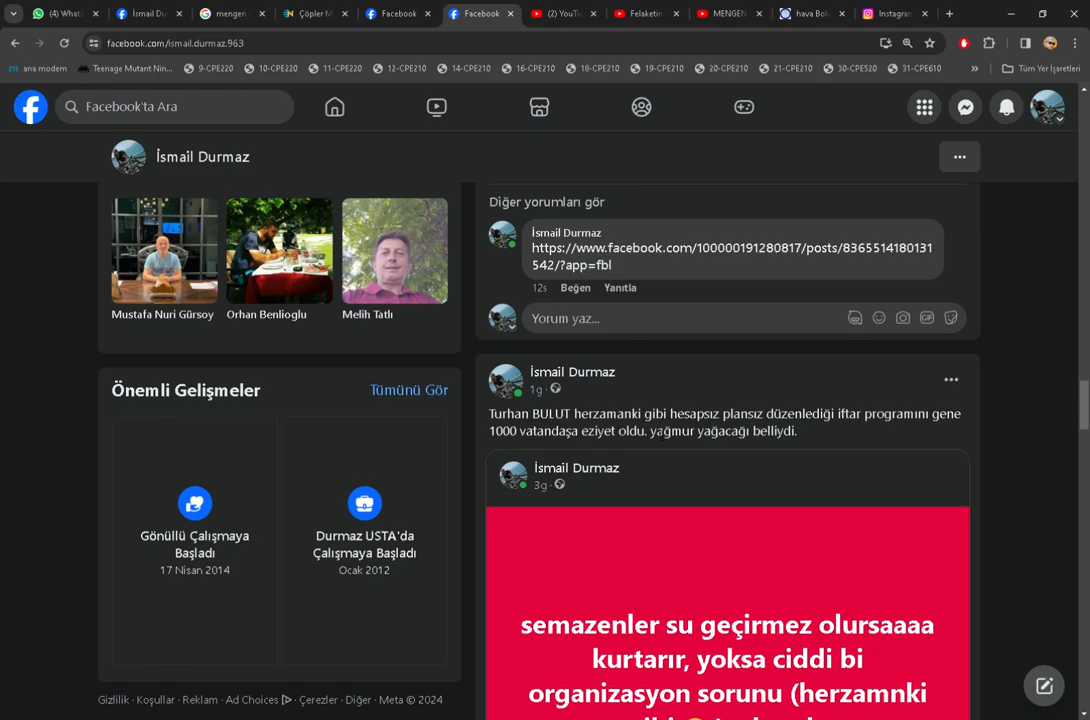 (4) Whats
İsmail Du
mengen
Çöpler M
Facebook
Facebook
(2) YouTu
Felaketin
MENGEN
hava Bolu
Instagram
facebook.com/ismail.durmaz.963
ana modem
Teenage Mutant Nin...
9-CPE220
10-CPE220
11-CPE220
12-CPE210
14-CPE210
16-CPE210
18-CPE210
19-CPE210
20-CPE210
21-CPE210
30-CPE520
31-CPE610
»
Tüm Yer İşaretleri
Facebook'ta Ara
İsmail Durmaz
Mustafa Nuri Gürsoy
Orhan Benlioglu
Melih Tatlı
Önemli Gelişmeler
Tümünü Gör
Gönüllü Çalışmaya
Başladı
17 Nisan 2014
Durmaz USTA'da
Çalışmaya Başladı
Ocak 2012
Gizlilik · Koşullar · Reklam · Ad Choices · Çerezler · Diğer · Meta © 2024
Diğer yorumları gör
İsmail Durmaz
https://www.facebook.com/100000191280817/posts/8365514180131
542/?app=fbl
12s Beğen Yanıtla
Yorum yaz...
GIF
İsmail Durmaz
1g ·
Turhan BULUT herzamanki gibi hesapsız plansız düzenlediği iftar programını gene
1000 vatandaşa eziyet oldu. yağmur yağacağı belliydi.
İsmail Durmaz
3g ·
semazenler su geçirmez olursaaaa
kurtarır, yoksa ciddi bi
organizasyon sorunu (herzamnki